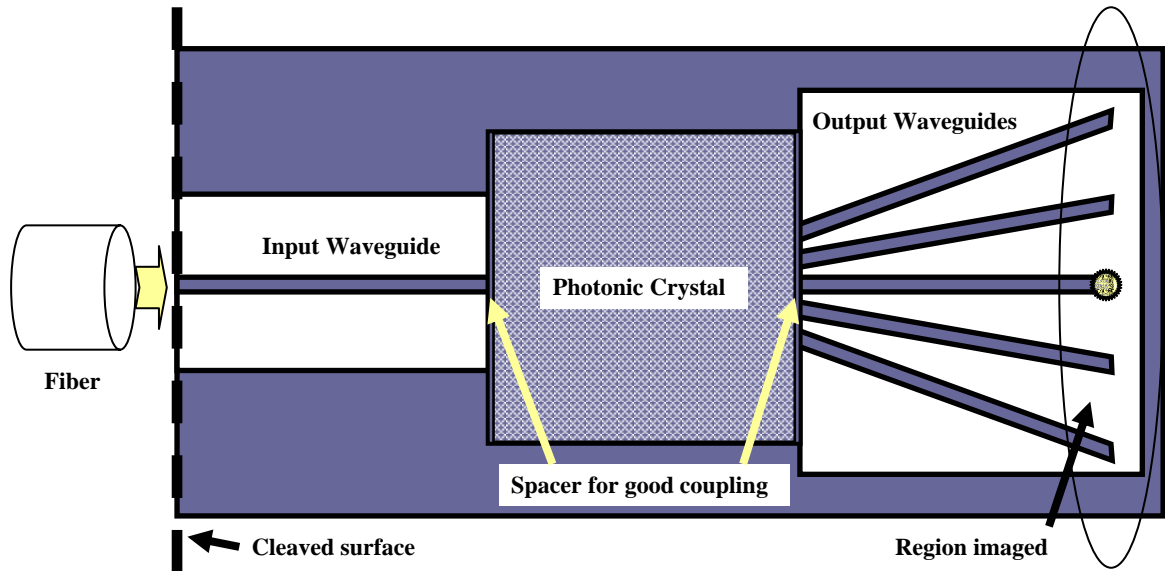 Output Waveguides
Input Waveguide
Photonic Crystal
Fiber
Spacer for good coupling
Cleaved surface
Region imaged